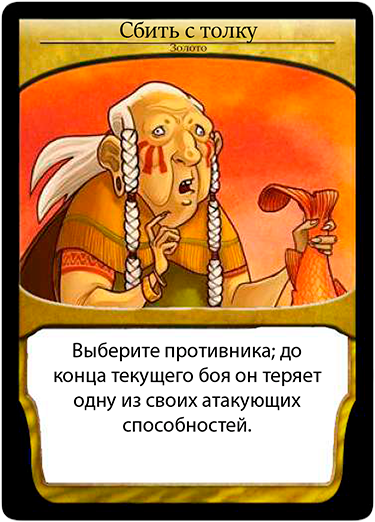 Сбить с толку
Золото
Выберите противника; до
конца текущего боя он теряет
одну из своих атакующих
способностей.